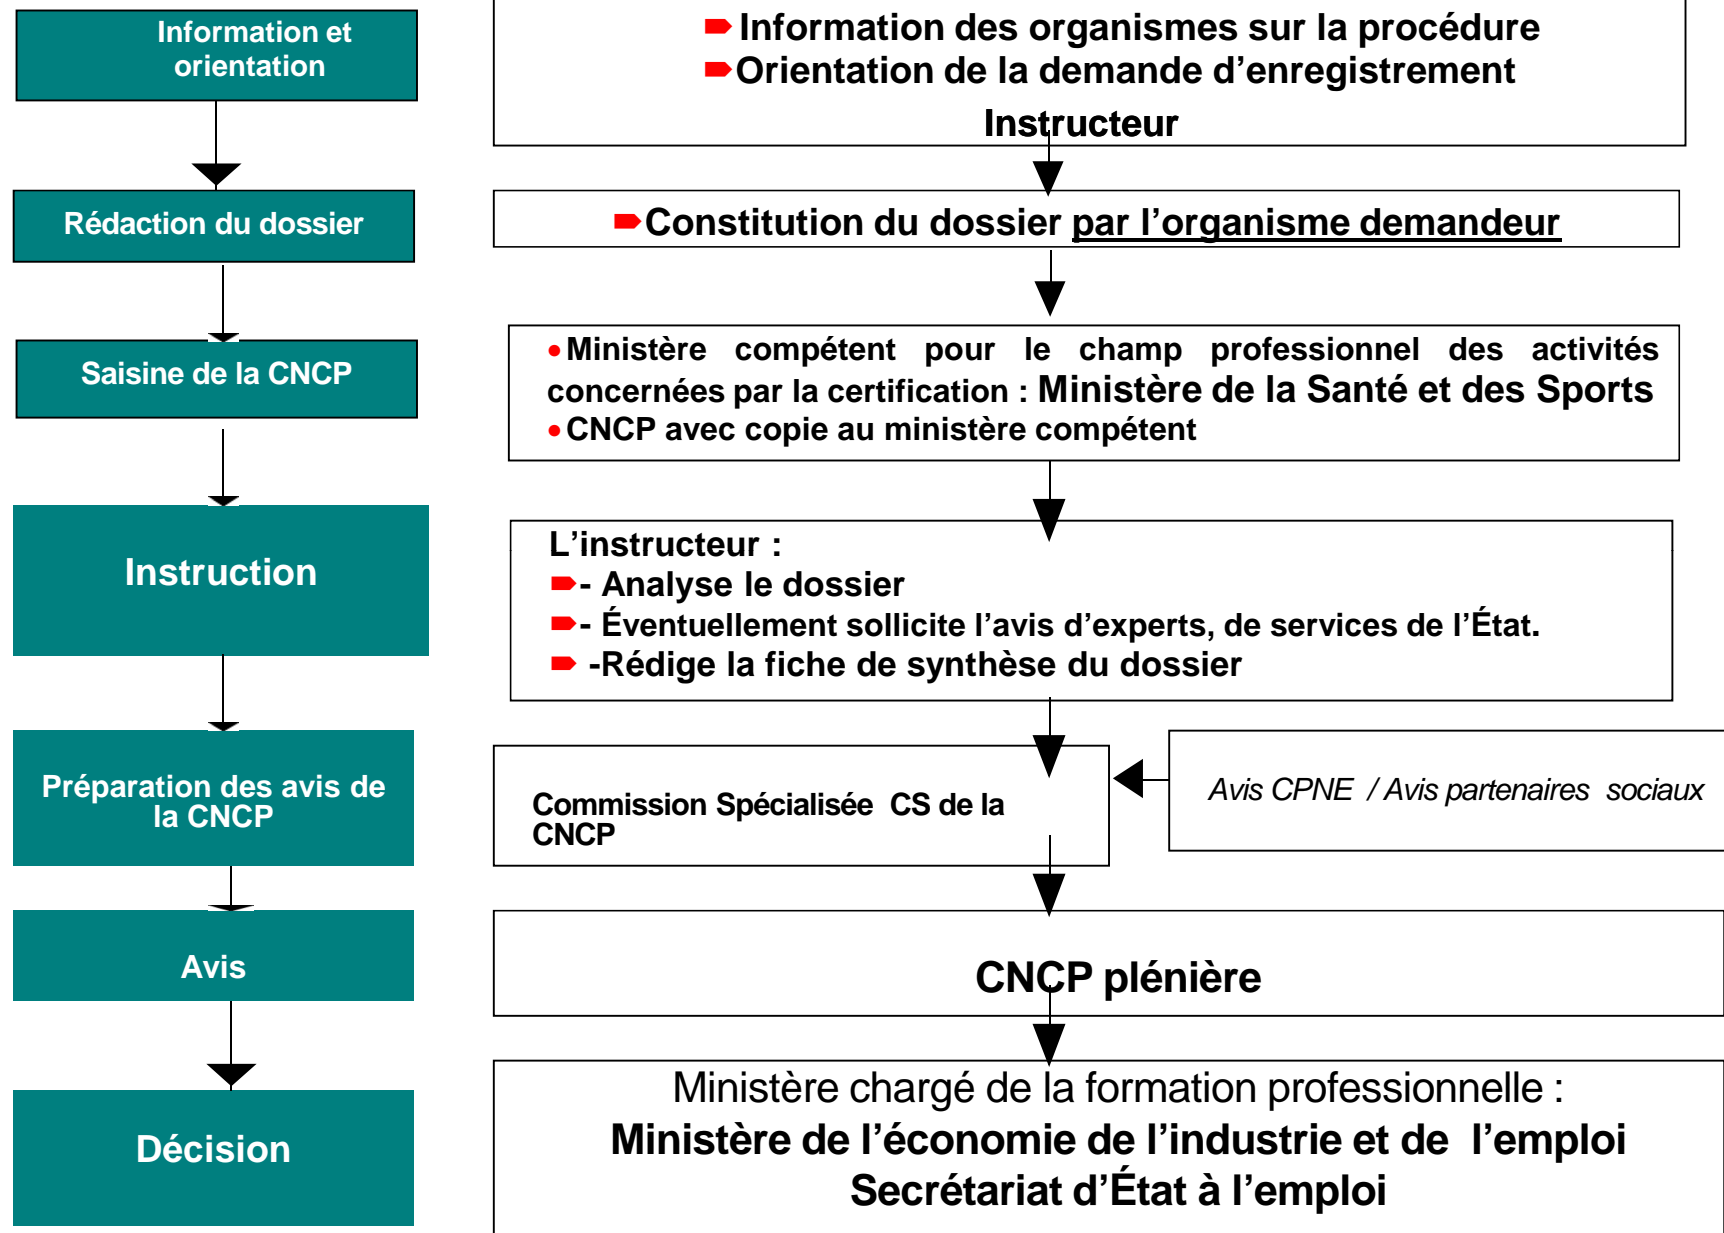 Information et
orientation
➨ Information des organismes sur la procédure
➨ Orientation de la demande d’enregistrement
Instructeur
Rédaction du dossier
➨ Constitution du dossier par l’organisme demandeur
Saisine de la CNCP
• Ministère compétent pour le champ professionnel des activités
concernées par la certification : Ministère de la Santé et des Sports
• CNCP avec copie au ministère compétent
Instruction
L’instructeur :
➨ - Analyse le dossier
➨ - Éventuellement sollicite l’avis d’experts, de services de l’État.
➨ -Rédige la fiche de synthèse du dossier
Préparation des avis de
la CNCP
Commission Spécialisée CS de la
CNCP
Avis CPNE / Avis partenaires sociaux
Avis
CNCP plénière
Décision
Ministère chargé de la formation professionnelle :
Ministère de l’économie de l’industrie et de l’emploi
Secrétariat d’État à l’emploi